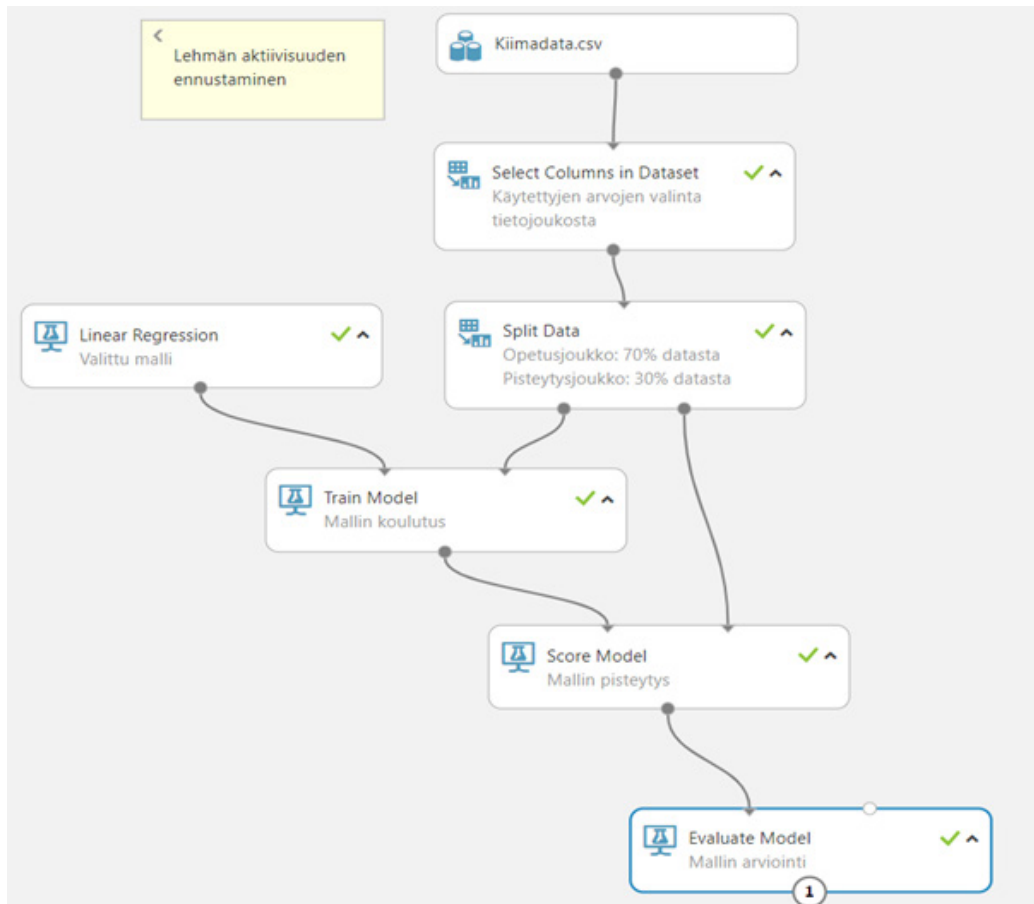 Lehmän aktiivisuuden
ennustaminen
Kiimadata.csv
Select Columns in Dataset
Käytettyjen arvojen valinta
tietojoukosta
Linear Regression
Valittu malli
Split Data
Opetusjoukko: 70% datasta
Pisteytysjoukko: 30% datasta
Train Model
Mallin koulutus
Score Model
Mallin pisteytys
Evaluate Model
Mallin arviointi
1